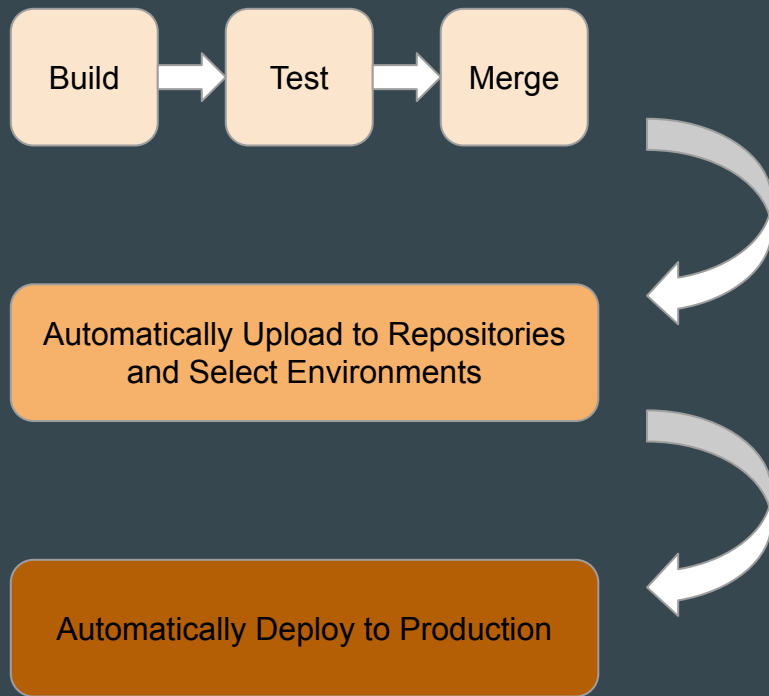 Build
Test
Merge
Automatically Upload to Repositories
and Select Environments
Automatically Deploy to Production